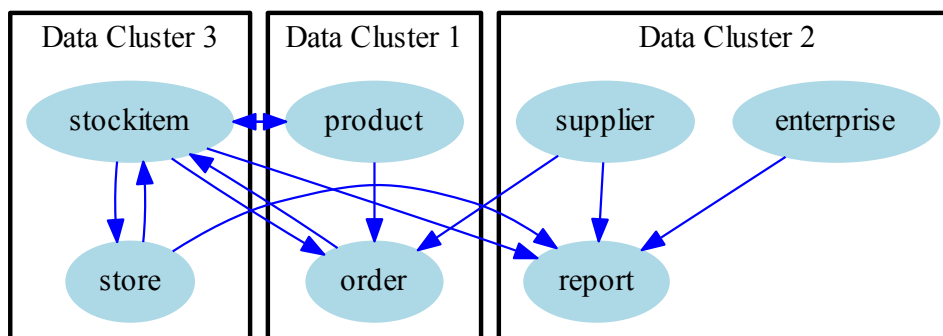 Data Cluster 3
Data Cluster 1
Data Cluster 2
stockitem
product
supplier
enterprise
store
order
report